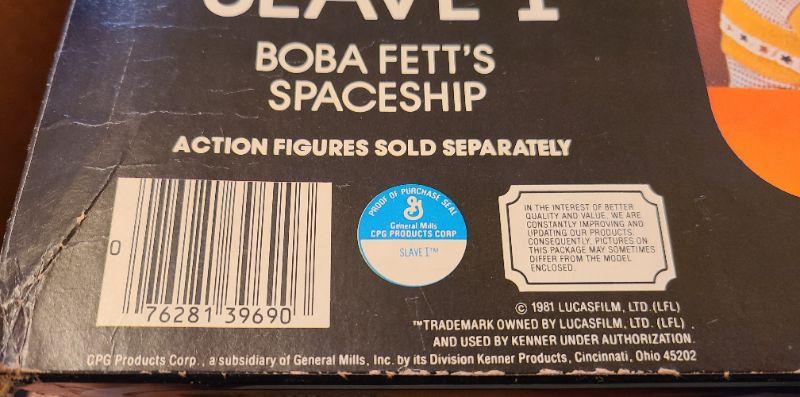 SLAVE I
BOBA FETT'S
SPACESHIP
ACTION FIGURES SOLD SEPARATELY
PROOF OF PURCHASE SEAL
General Mills
CPG PRODUCTS CORP
SLAVE I™
IN THE INTEREST OF BETTER
QUALITY AND VALUE, WE ARE
CONSTANTLY IMPROVING AND
UPDATING OUR PRODUCTS.
CONSEQUENTLY, PICTURES ON
THIS PACKAGE MAY SOMETIMES
DIFFER FROM THE MODEL
ENCLOSED.
0
76281 39690
© 1981 LUCASFILM, LTD. (LFL)
™TRADEMARK OWNED BY LUCASFILM, LTD. (LFL)
AND USED BY KENNER UNDER AUTHORIZATION.
CPG Products Corp., a subsidiary of General Mills, Inc. by its Division Kenner Products, Cincinnati, Ohio 45202